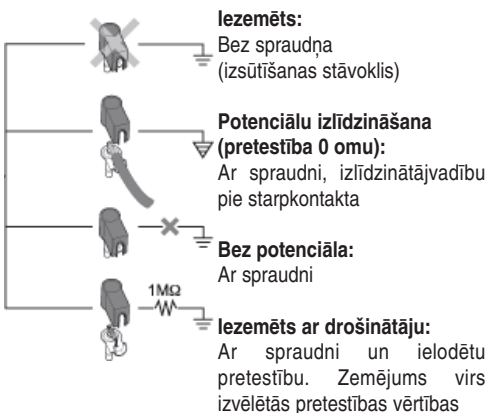 Iezemēts:
Bez spraudņa
(izsūtīšanas stāvoklis)
Potenciālu izlīdzināšana
(pretestība 0 omu):
Ar spraudni, izlīdzinātājvadību
pie starpkontakta
Bez potenciāla:
Ar spraudni
1MΩ
Iezemēts ar drošinātāju:
Ar spraudni un ielodētu
pretestību. Zemējums virs
izvēlētās pretestības vērtības